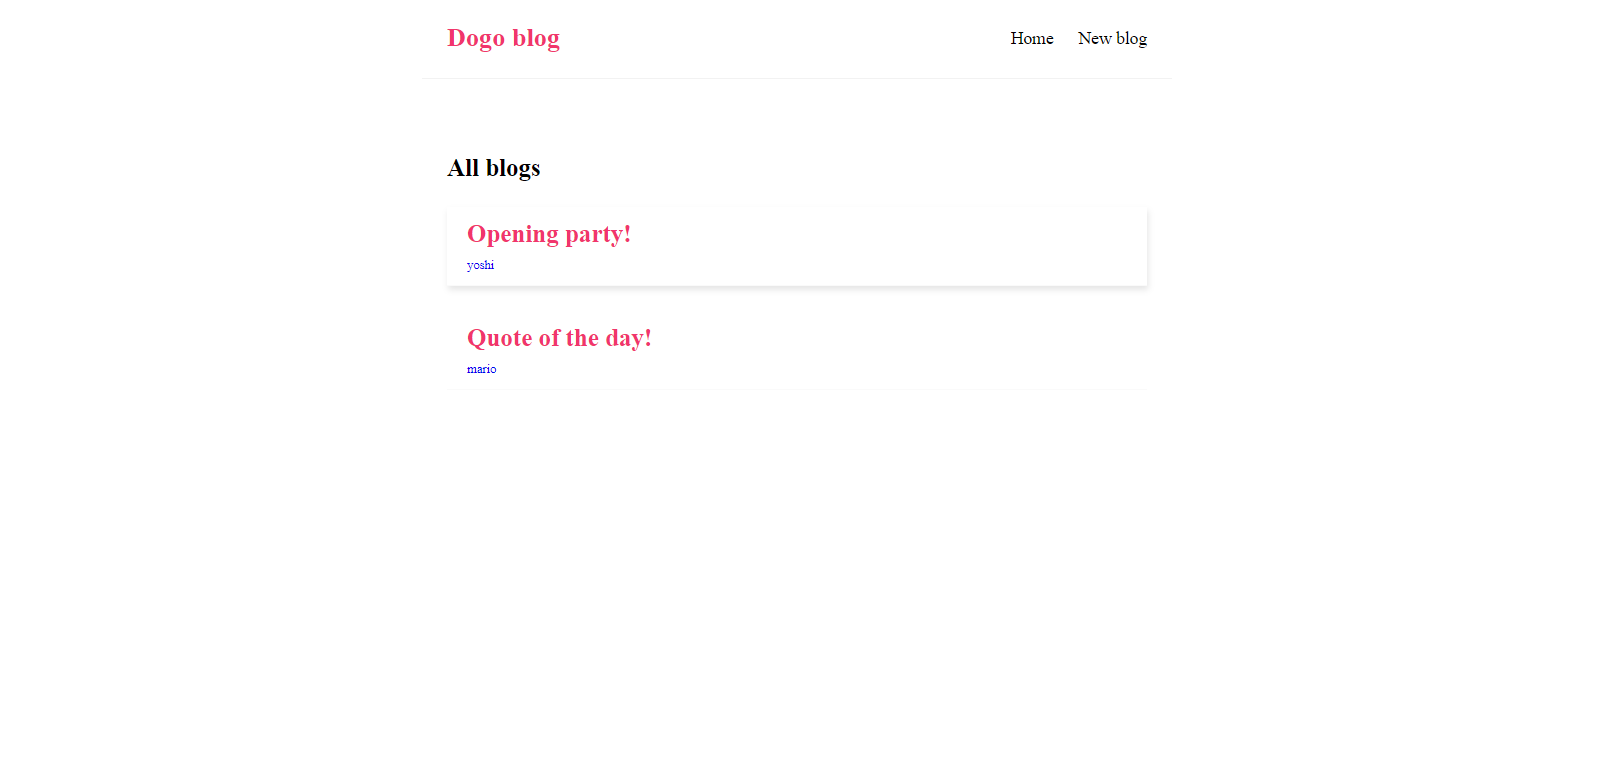 Dogo blog
Home New blog
All blogs
Opening party!
yoshi
Quote of the day!
mario